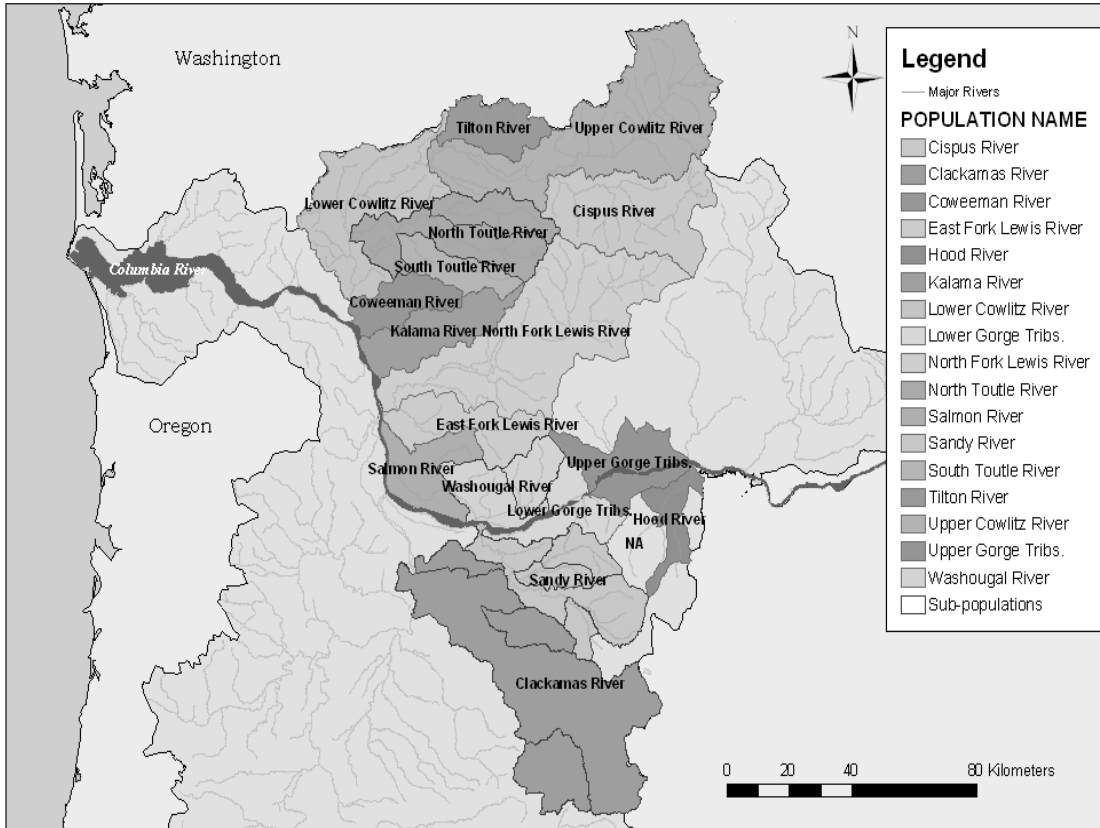 Washington
N
Tilton River
Upper Cowlitz River
Lower Cowlitz River
Cispus River
North Toutle River
South Toutle River
Columbia River
Coweeman River
Kalama River
North Fork Lewis River
Oregon
East Fork Lewis River
Salmon River
Upper Gorge Tribs.
Washougal River
Lower Gorge Tribs.
Hood River
NA
Sandy River
Clackamas River
Legend
Major Rivers
POPULATION NAME
Cispus River
Clackamas River
Coweeman River
East Fork Lewis River
Hood River
Kalama River
Lower Cowlitz River
Lower Gorge Tribs.
North Fork Lewis River
North Toutle River
Salmon River
Sandy River
South Toutle River
Tilton River
Upper Cowlitz River
Upper Gorge Tribs.
Washougal River
Sub-populations
0 20 40 80 Kilometers